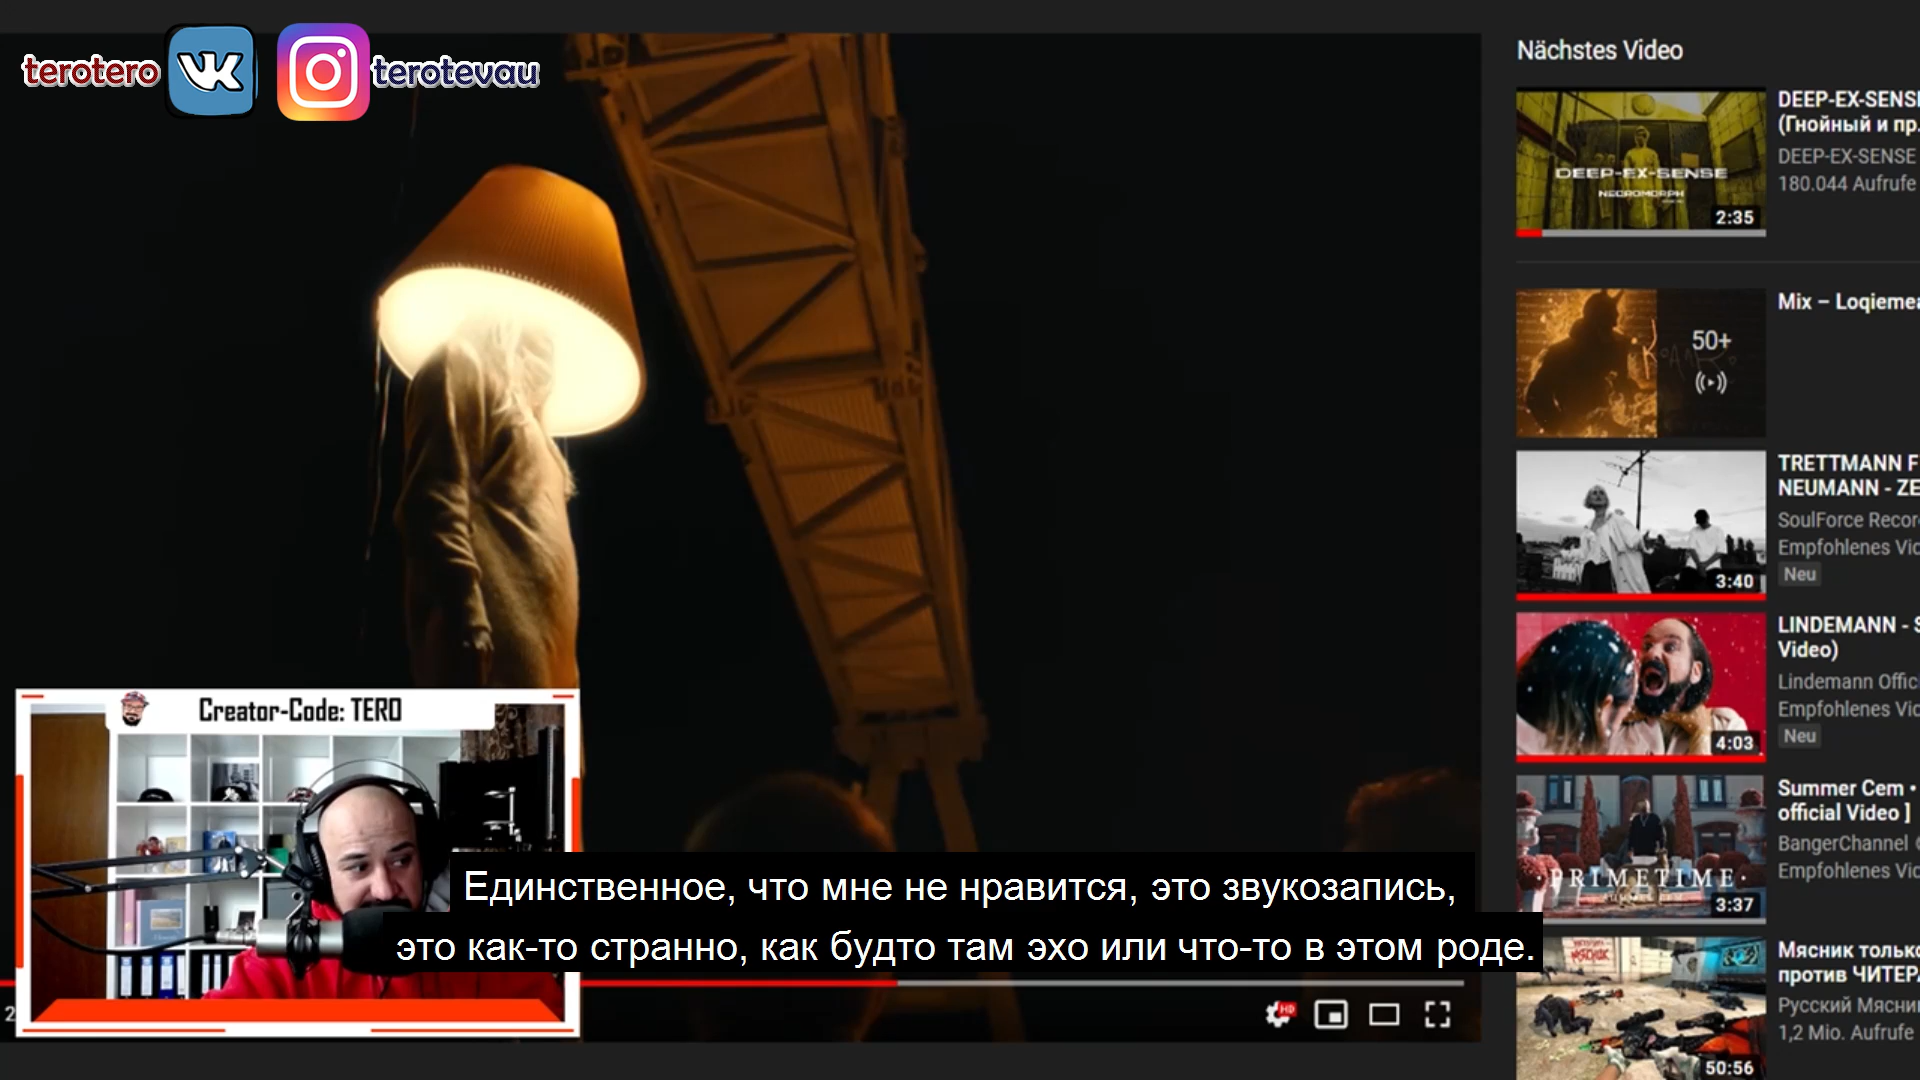 terotero
terotevau
Nächstes Video
DEEP-EX-SENSE
NECROMORPH
2:35
DEEP-EX-SENS
(Гнойный и пр.
DEEP-EX-SENSE
180.044 Aufrufe
50+
Mix – Loqieme
3:40
TRETTMANN F
NEUMANN - ZE
SoulForce Recor
Empfohlenes Vi
Neu
4:03
LINDEMANN - S
Video)
Lindemann Offic
Empfohlenes Vi
Neu
PRIMETIME
3:37
Summer Cem •
official Video ]
BangerChannel
Empfohlenes Vi
50:56
Мясник тольк
против ЧИТЕР
Русский Мясни
1,2 Mio. Aufrufe
Creator-Code: TERO
Единственное, что мне не нравится, это звукозапись,
это как-то странно, как будто там эхо или что-то в этом роде.
2
HD